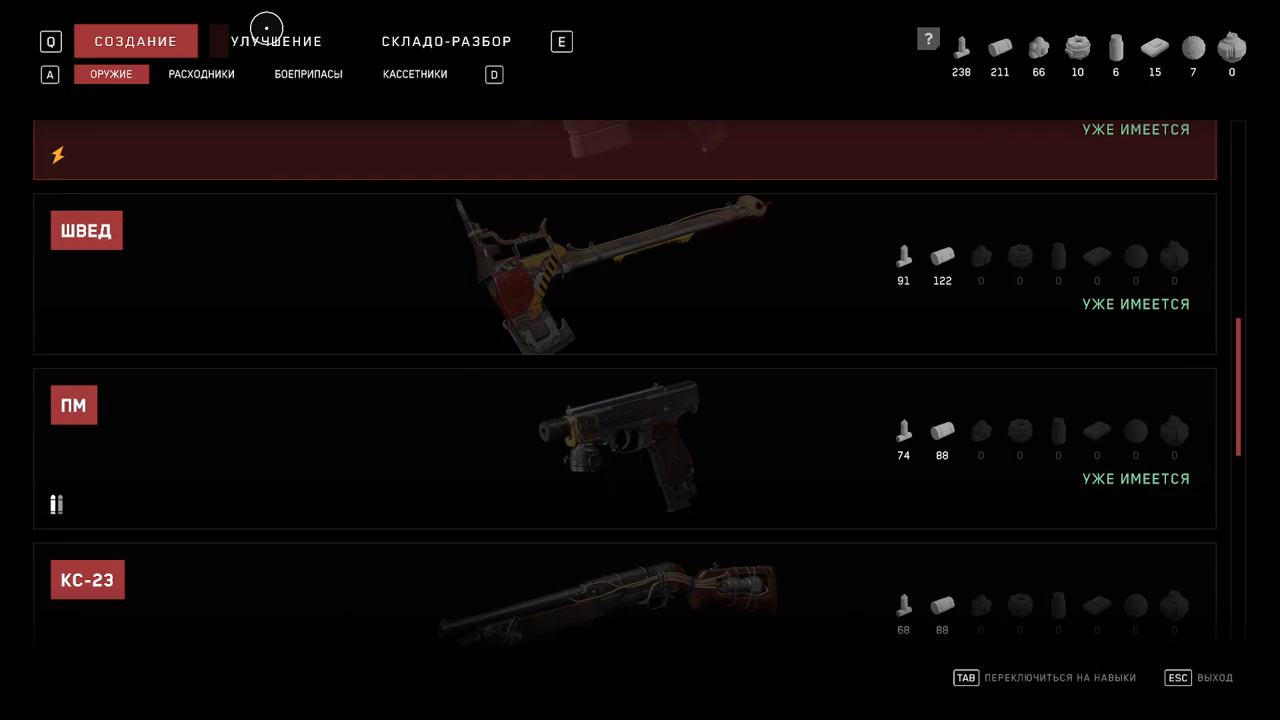 Q СОЗДАНИЕ УЛУЧШЕНИЕ СКЛАДО-РАЗБОР E
?
238 211 66 10 6 15 7 0
A ОРУЖИЕ РАСХОДНИКИ БОЕПРИПАСЫ КАССЕТНИКИ D
УЖЕ ИМЕЕТСЯ
ШВЕД
91 122 0 0 0 0 0 0
УЖЕ ИМЕЕТСЯ
ПМ
74 88 0 0 0 0 0 0
УЖЕ ИМЕЕТСЯ
КС-23
68 88 0 0 0 0 0 0
TAB ПЕРЕКЛЮЧИТЬСЯ НА НАВЫКИ ESC ВЫХОД